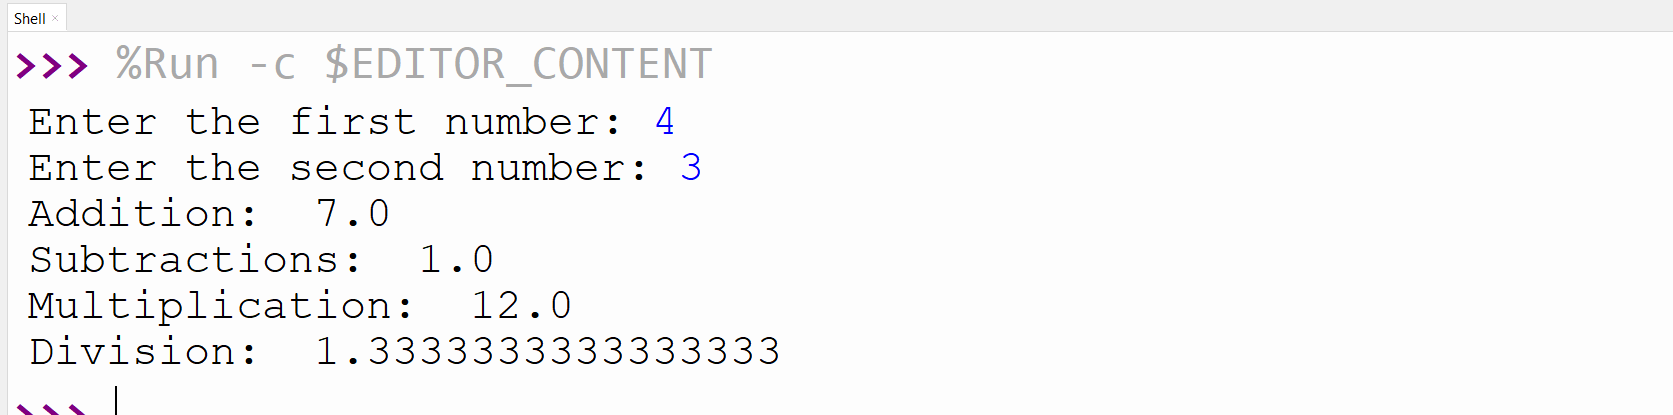 Shell ×
>>> %Run -c $EDITOR_CONTENT
Enter the first number: 4
Enter the second number: 3
Addition:  7.0
Subtractions:  1.0
Multiplication:  12.0
Division:  1.3333333333333333
>>>